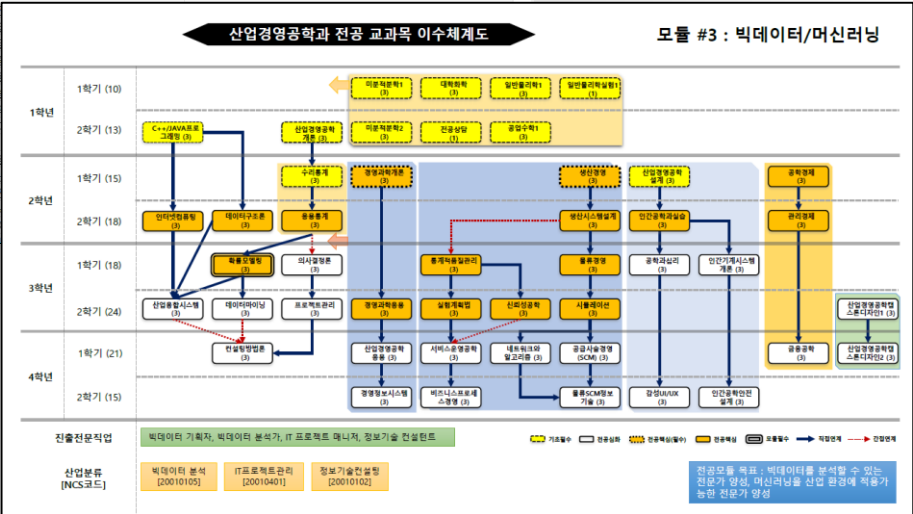 산업경영공학과 전공 교과목 이수체계도
모듈 #3 : 빅데이터/머신러닝
1학년
1학기 (10)
미분적분학1
(3)
대학화학
(3)
일반물리학1
(3)
일반물리학실험1
(1)
2학기 (13)
C++/JAVA프로
그래밍 (3)
산업경영공학
개론 (3)
미분적분학2
(3)
전공상담
(1)
공업수학1
(3)
2학년
1학기 (15)
수리통계
(3)
경영과학개론
(3)
생산경영
(3)
산업경영공학
설계 (3)
공학경제
(3)
2학기 (18)
인터넷컴퓨팅
(3)
데이터구조론
(3)
응용통계
(3)
생산시스템설계
(3)
인간공학과실습
(3)
관리경제
(3)
3학년
1학기 (18)
확률모델링
(3)
의사결정론
(3)
통계적품질관리
(3)
물류경영
(3)
공학과심리
(3)
인간기계시스템
개론 (3)
2학기 (24)
산업융합시스템
(3)
데이터마이닝
(3)
프로젝트관리
(3)
경영과학응용
(3)
실험계획법
(3)
신뢰성공학
(3)
시뮬레이션
(3)
산업경영공학캡
스톤디자인1 (3)
4학년
1학기 (21)
컨설팅방법론
(3)
산업경영공학
응용 (3)
서비스운영공학
(3)
네트워크와
알고리즘 (3)
공급사슬경영
(SCM) (3)
금융공학
(3)
산업경영공학캡
스톤디자인2 (3)
2학기 (15)
경영정보시스템
(3)
비즈니스프로세
스경영 (3)
물류SCM정보
기술 (3)
감성UI/UX
(3)
인간공학안전
설계 (3)
진출전문직업
빅데이터 기획자, 빅데이터 분석가, IT 프로젝트 매니저, 정보기술 컨설턴트
기초필수
전공심화
전공핵심(필수)
전공핵심
모듈필수
직접연계
간접연계
산업분류
[NCS코드]
빅데이터 분석
[20010105]
IT프로젝트관리
[20010401]
정보기술컨설팅
[20010102]
전공모듈 목표 : 빅데이터를 분석할 수 있는
전문가 양성, 머신러닝을 산업 환경에 적용가
능한 전문가 양성